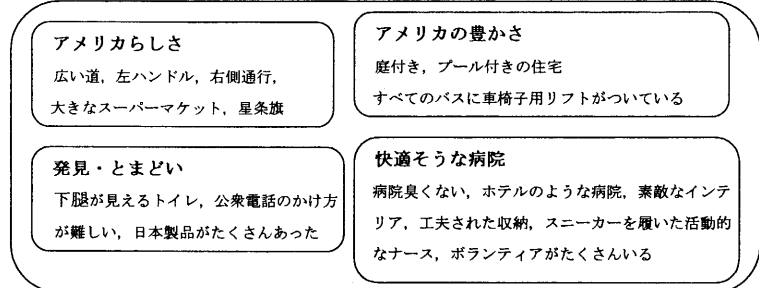 アメリカらしさ
広い道，左ハンドル，右側通行，
大きなスーパーマーケット，星条旗
アメリカの豊かさ
庭付き，プール付きの住宅
すべてのバスに車椅子用リフトがついている
発見・とまどい
下腿が見えるトイレ，公衆電話のかけ方
が難しい，日本製品がたくさんあった
快適そうな病院
病院臭くない，ホテルのような病院，素敵なインテ
リア，工夫された収納，スニーカーを履いた活動的
なナース，ボランティアがたくさんいる